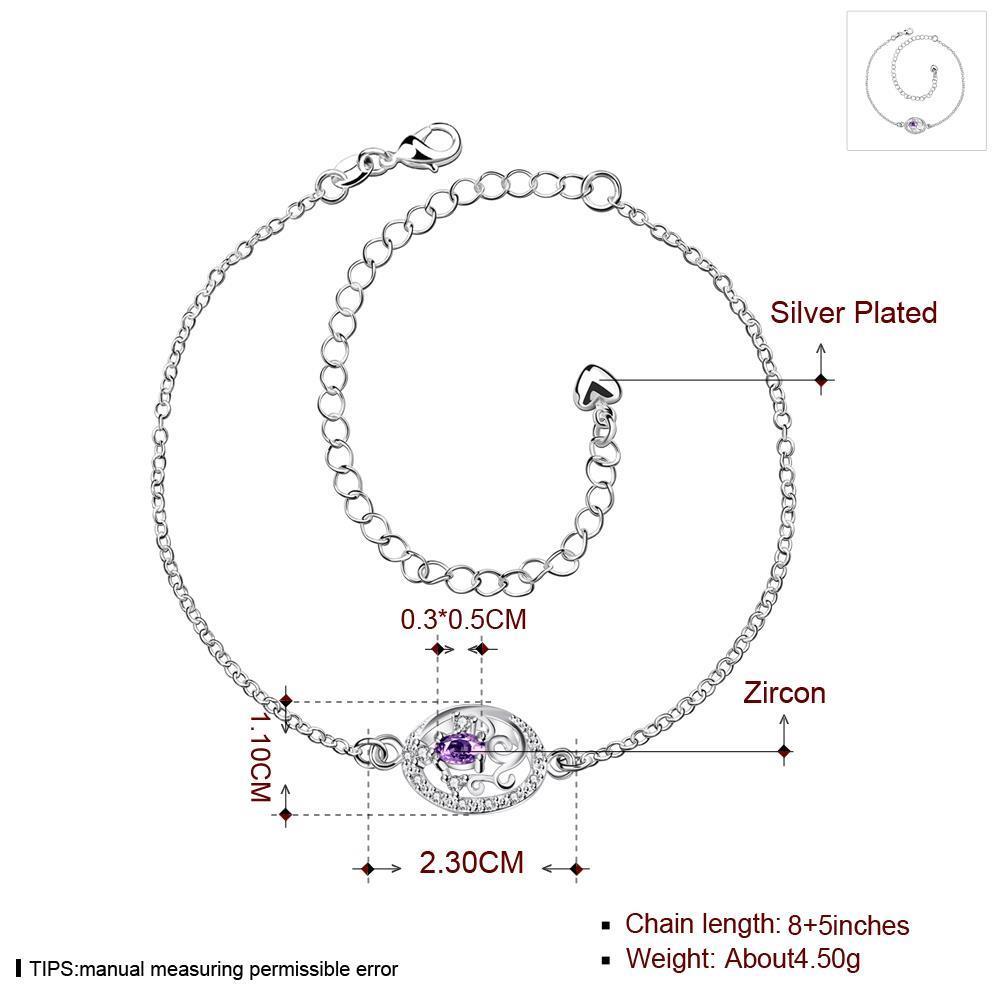 Silver Plated
0.3*0.5CM
Zircon
1.10CM
2.30CM
Chain length: 8+5inches
Weight: About4.50g
TIPS:manual measuring permissible error